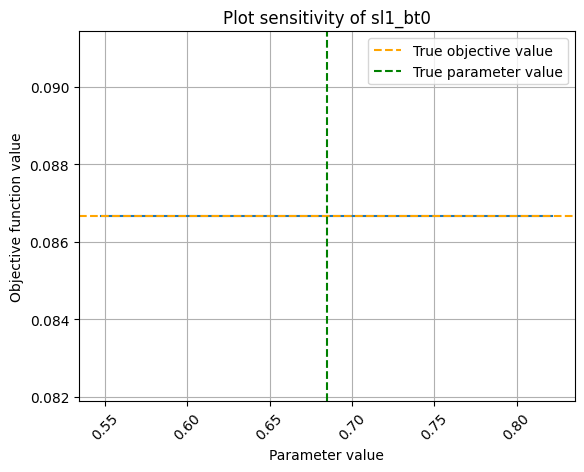 Plot sensitivity of sl1_bt0
True objective value
True parameter value
0.090
0.088
0.086
0.084
0.082
Objective function value
0.55
0.60
0.65
0.70
0.75
0.80
Parameter value